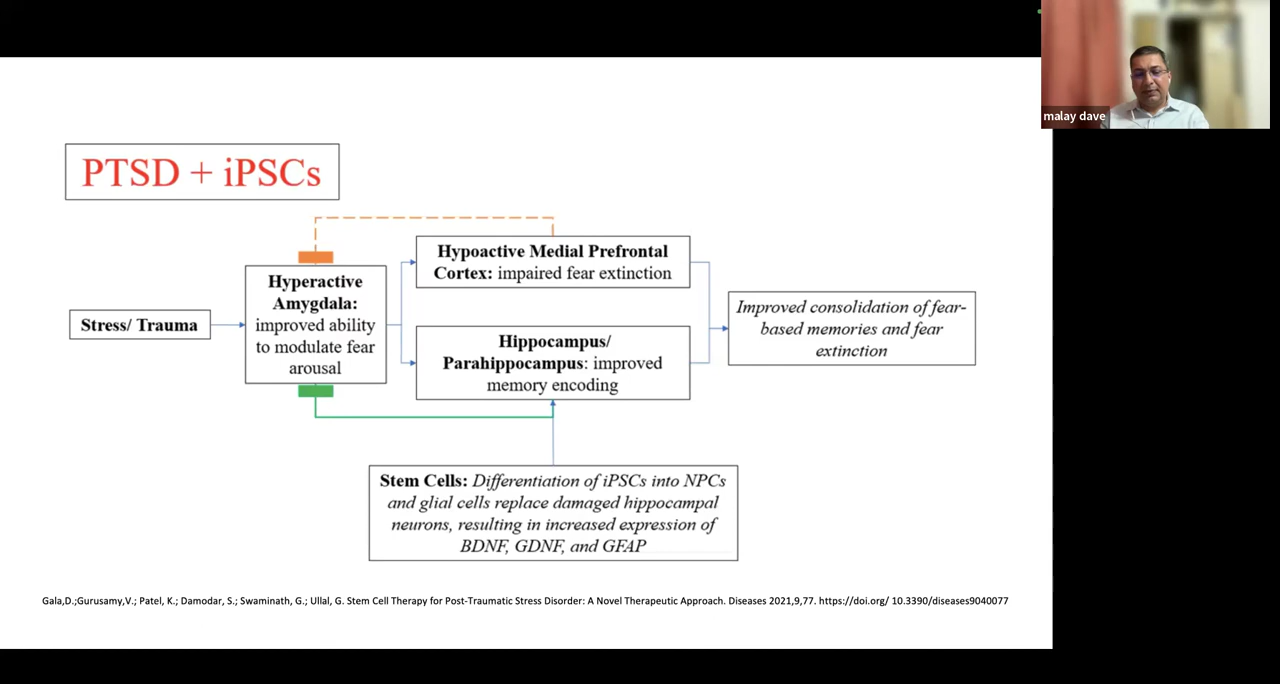 malay dave
PTSD + iPSCs
Hypoactive Medial Prefrontal
Cortex: impaired fear extinction
Hyperactive
Amygdala:
improved ability
to modulate fear
arousal
Stress/ Trauma
Improved consolidation of fear-
based memories and fear
extinction
Hippocampus/
Parahippocampus: improved
memory encoding
Stem Cells: Differentiation of iPSCs into NPCs
and glial cells replace damaged hippocampal
neurons, resulting in increased expression of
BDNF, GDNF, and GFAP
Gala,D.;Gurusamy,V.; Patel, K.; Damodar, S.; Swaminath, G.; Ullal, G. Stem Cell Therapy for Post-Traumatic Stress Disorder: A Novel Therapeutic Approach. Diseases 2021,9,77. https://doi.org/ 10.3390/diseases9040077